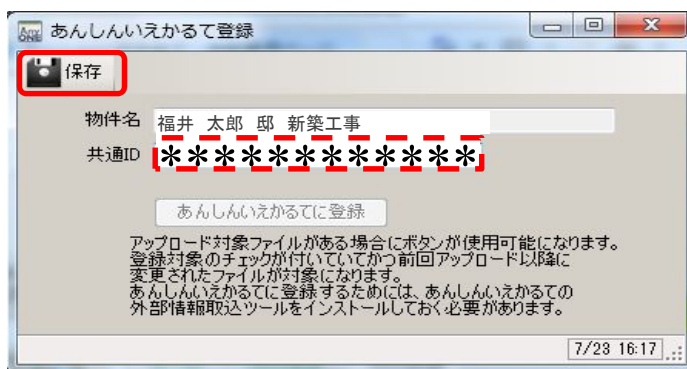 Any ONE あんしんいえかるて登録
保存
物件名 福井 太郎 邸 新築工事
共通ID ************
あんしんいえかるてに登録
アップロード対象ファイルがある場合にボタンが使用可能になります。
登録対象のチェックが付いていてかつ前回アップロード以降に
変更されたファイルが対象になります。
あんしんいえかるてに登録するためには、あんしんいえかるての
外部情報取込ツールをインストールしておく必要があります。
7/23 16:17